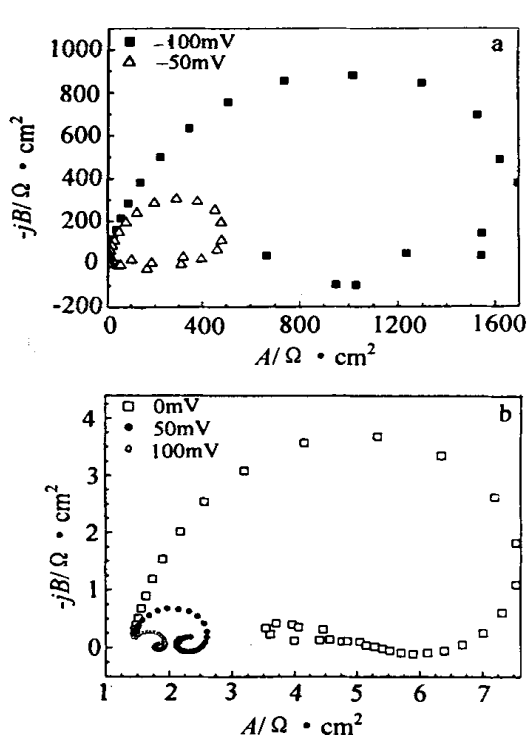 a
■ -100mV
△ -50mV
1000
800
600
400
200
0
-200
-jB/Ω • cm²
0 400 800 1200 1600
A/Ω • cm²
b
□ 0mV
● 50mV
○ 100mV
4
3
2
1
0
-jB/Ω • cm²
1 2 3 4 5 6 7
A/Ω • cm²